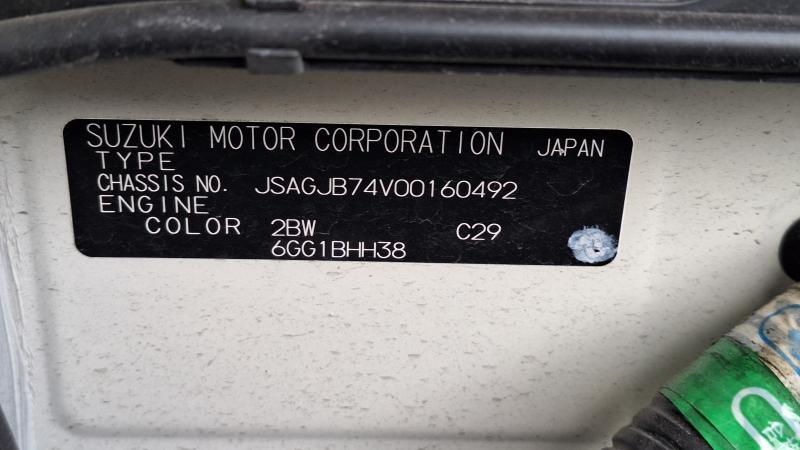 SUZUKI MOTOR CORPORATION JAPAN
TYPE
CHASSIS NO. JSAGJB74V00160492
ENGINE
COLOR 2BW C29
6GG1BHH38